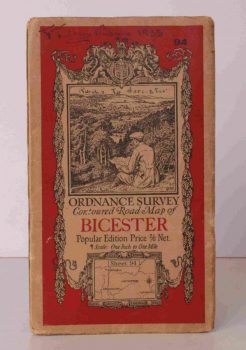 94
ORDNANCE SURVEY
Contoured Road Map of
BICESTER
Popular Edition Price 2/6 Net.
Scale: One Inch to One Mile
Sheet 94